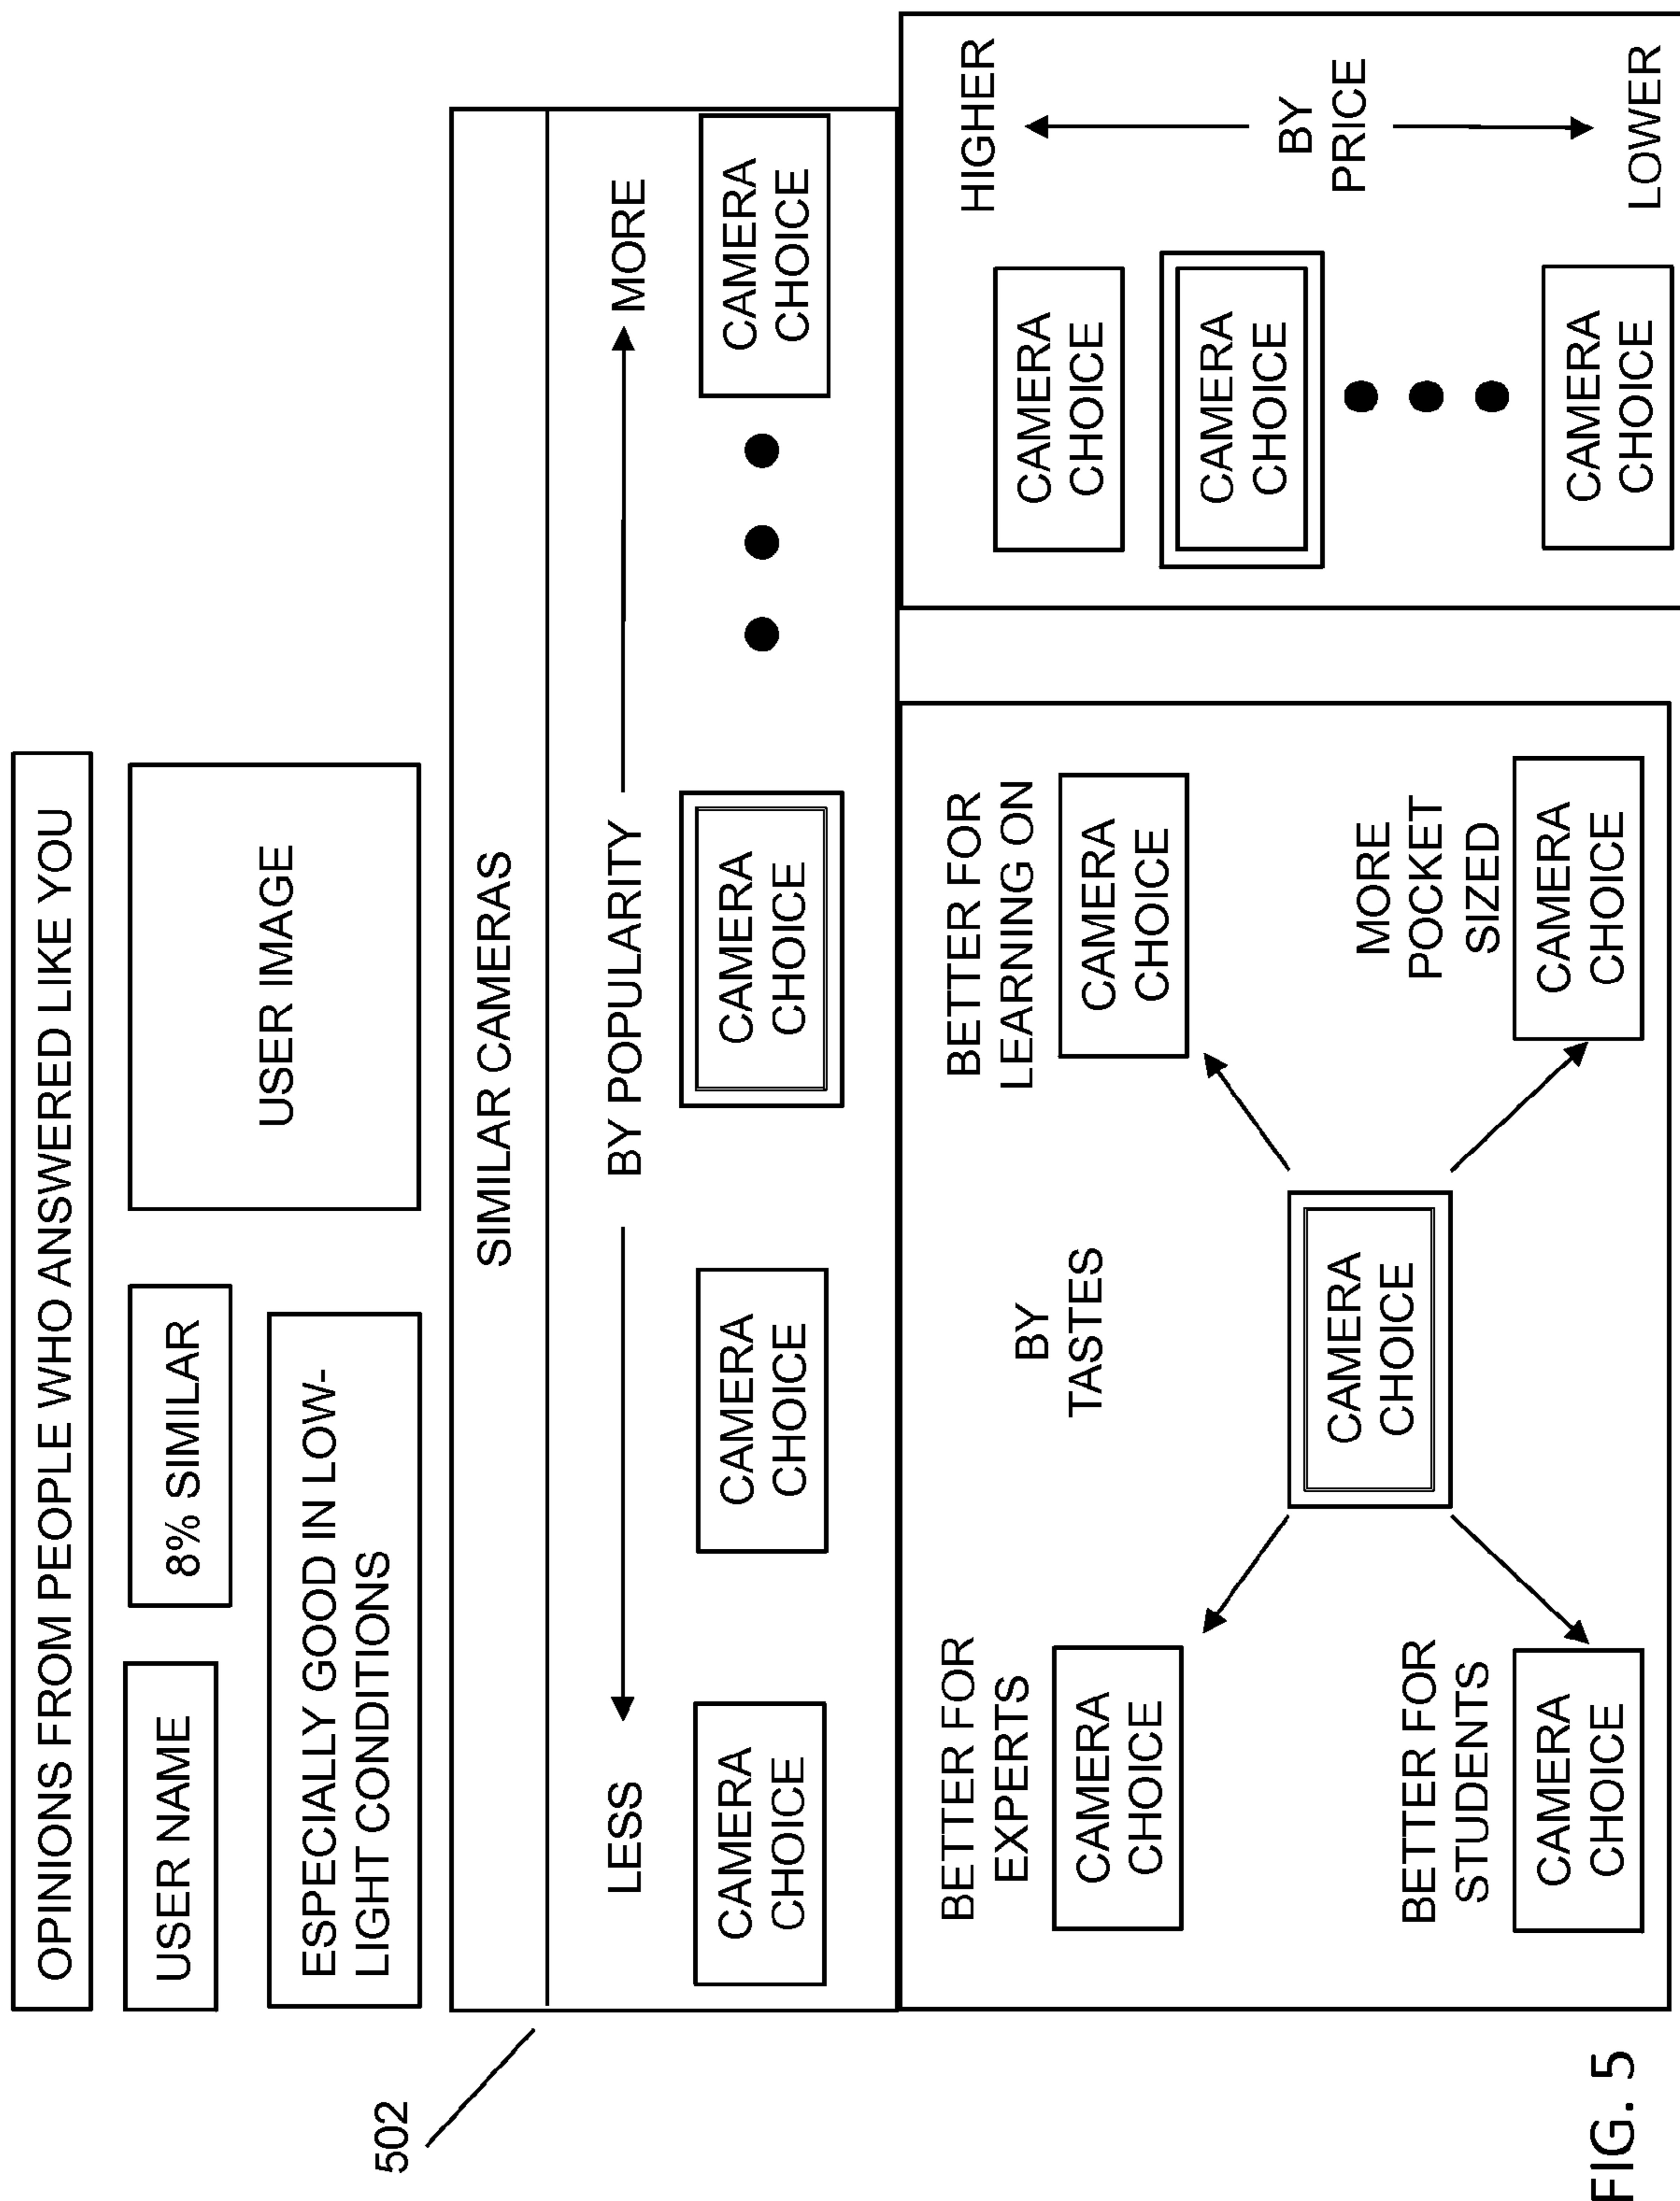 OPINIONS FROM PEOPLE WHO ANSWERED LIKE YOU
USER NAME
8% SIMILAR
USER IMAGE
ESPECIALLY GOOD IN LOW-
LIGHT CONDITIONS
502
SIMILAR CAMERAS
LESS
BY POPULARITY
MORE
CAMERA
CHOICE
CAMERA
CHOICE
CAMERA
CHOICE
CAMERA
CHOICE
BETTER FOR
EXPERTS
CAMERA
CHOICE
BY
TASTES
BETTER FOR
LEARNING ON
CAMERA
CHOICE
CAMERA
CHOICE
BETTER FOR
STUDENTS
CAMERA
CHOICE
MORE
POCKET
SIZED
CAMERA
CHOICE
HIGHER
CAMERA
CHOICE
CAMERA
CHOICE
BY
PRICE
CAMERA
CHOICE
LOWER
FIG. 5